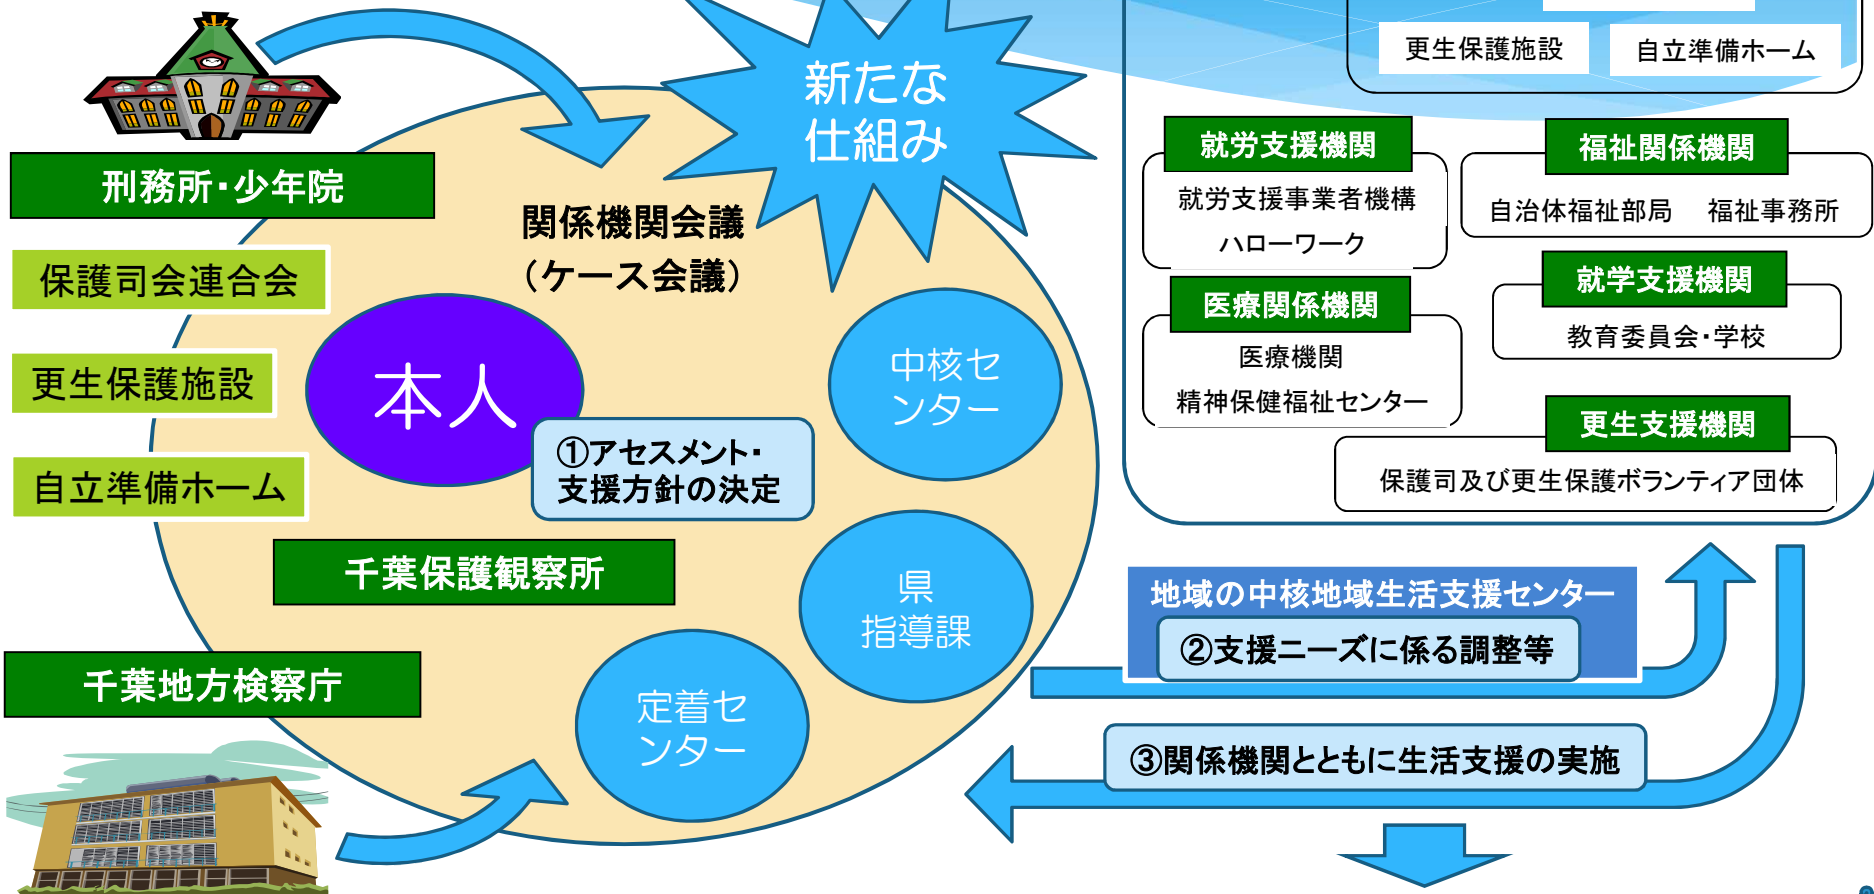 新たな
仕組み
刑務所・少年院
保護司会連合会
更生保護施設
自立準備ホーム
千葉保護観察所
千葉地方検察庁
関係機関会議
（ケース会議）
本人
①アセスメント・
支援方針の決定
中核セ
ンター
県
指導課
定着セ
ンター
更生保護施設
自立準備ホーム
就労支援機関
就労支援事業者機構
ハローワーク
福祉関係機関
自治体福祉部局　福祉事務所
医療関係機関
医療機関
精神保健福祉センター
就学支援機関
教育委員会・学校
更生支援機関
保護司及び更生保護ボランティア団体
地域の中核地域生活支援センター
②支援ニーズに係る調整等
③関係機関とともに生活支援の実施